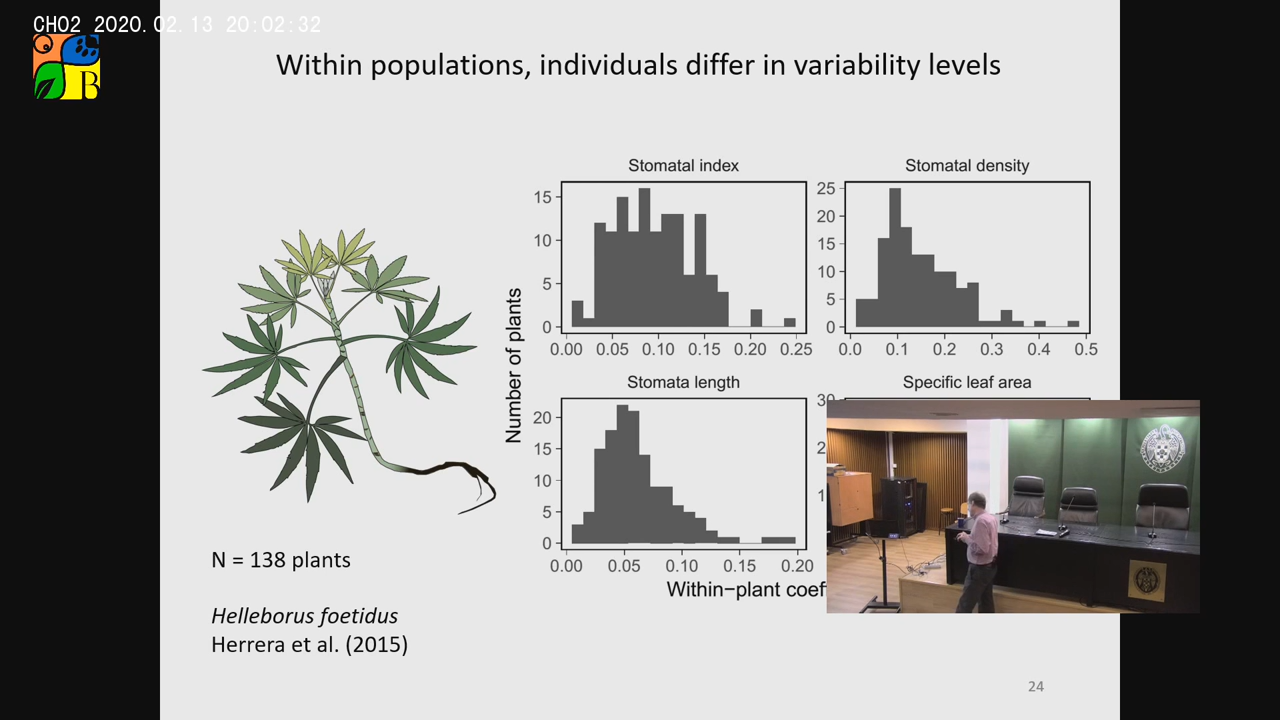 CH02 2020.02.13 20:02:32
B
Within populations, individuals differ in variability levels
Stomatal index
Stomatal density
15
10
5
0
0.00 0.05 0.10 0.15 0.20 0.25
25
20
15
10
5
0
0.0 0.1 0.2 0.3 0.4 0.5
Number of plants
Stomata length
Specific leaf area
20
15
10
5
0
0.00 0.05 0.10 0.15 0.20
30
2
1
Within−plant coef
N = 138 plants
Helleborus foetidus
Herrera et al. (2015)
24